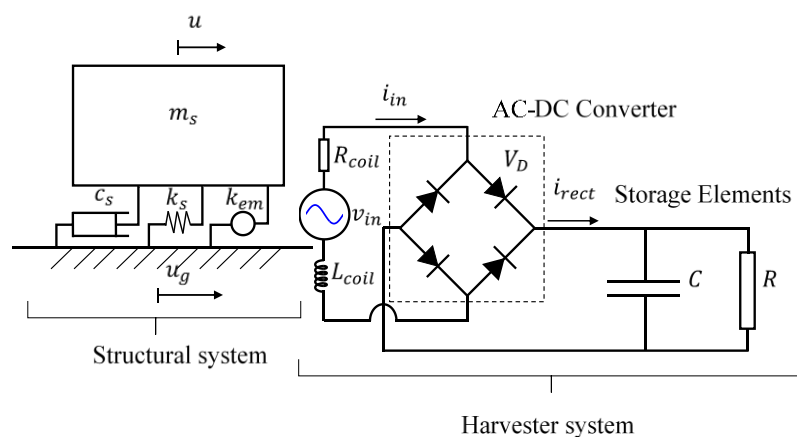 u
m_s
c_s
k_s
k_em
u_g
Structural system
i_in
R_coil
v_in
L_coil
AC-DC Converter
V_D
i_rect
Storage Elements
C
R
Harvester system